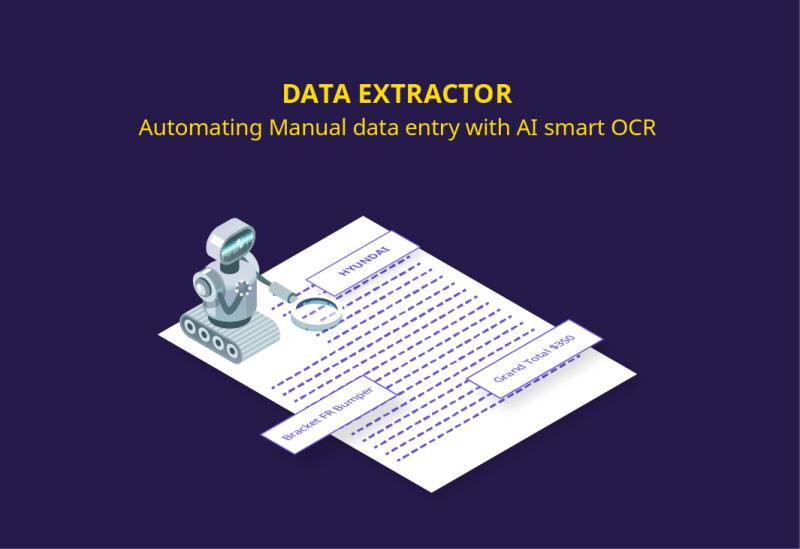 DATA EXTRACTOR
Automating Manual data entry with AI smart OCR
HYUNDAI
Grand Total $350
Bracket FR Bumper